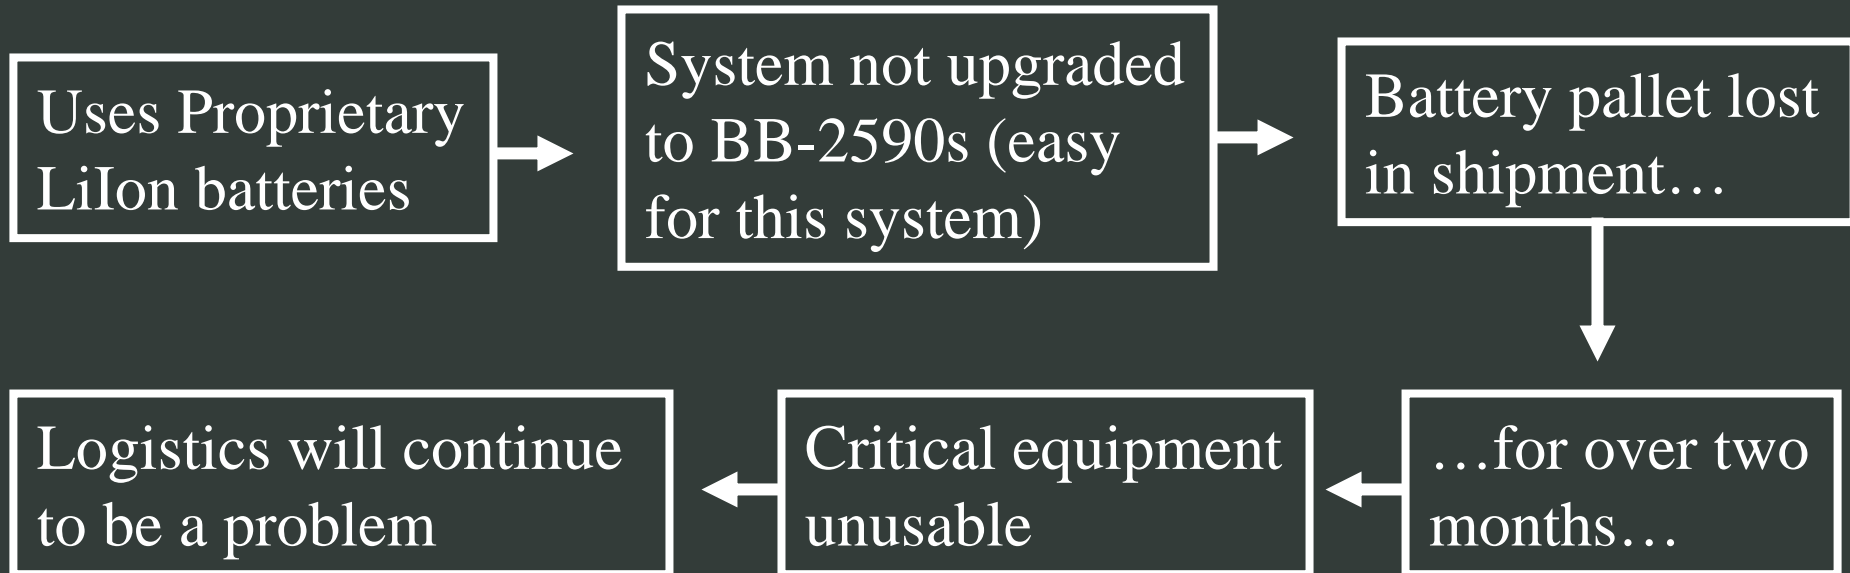 Uses Proprietary
LiIon batteries
System not upgraded
to BB-2590s (easy
for this system)
Battery pallet lost
in shipment…
…for over two
months…
Critical equipment
unusable
Logistics will continue
to be a problem